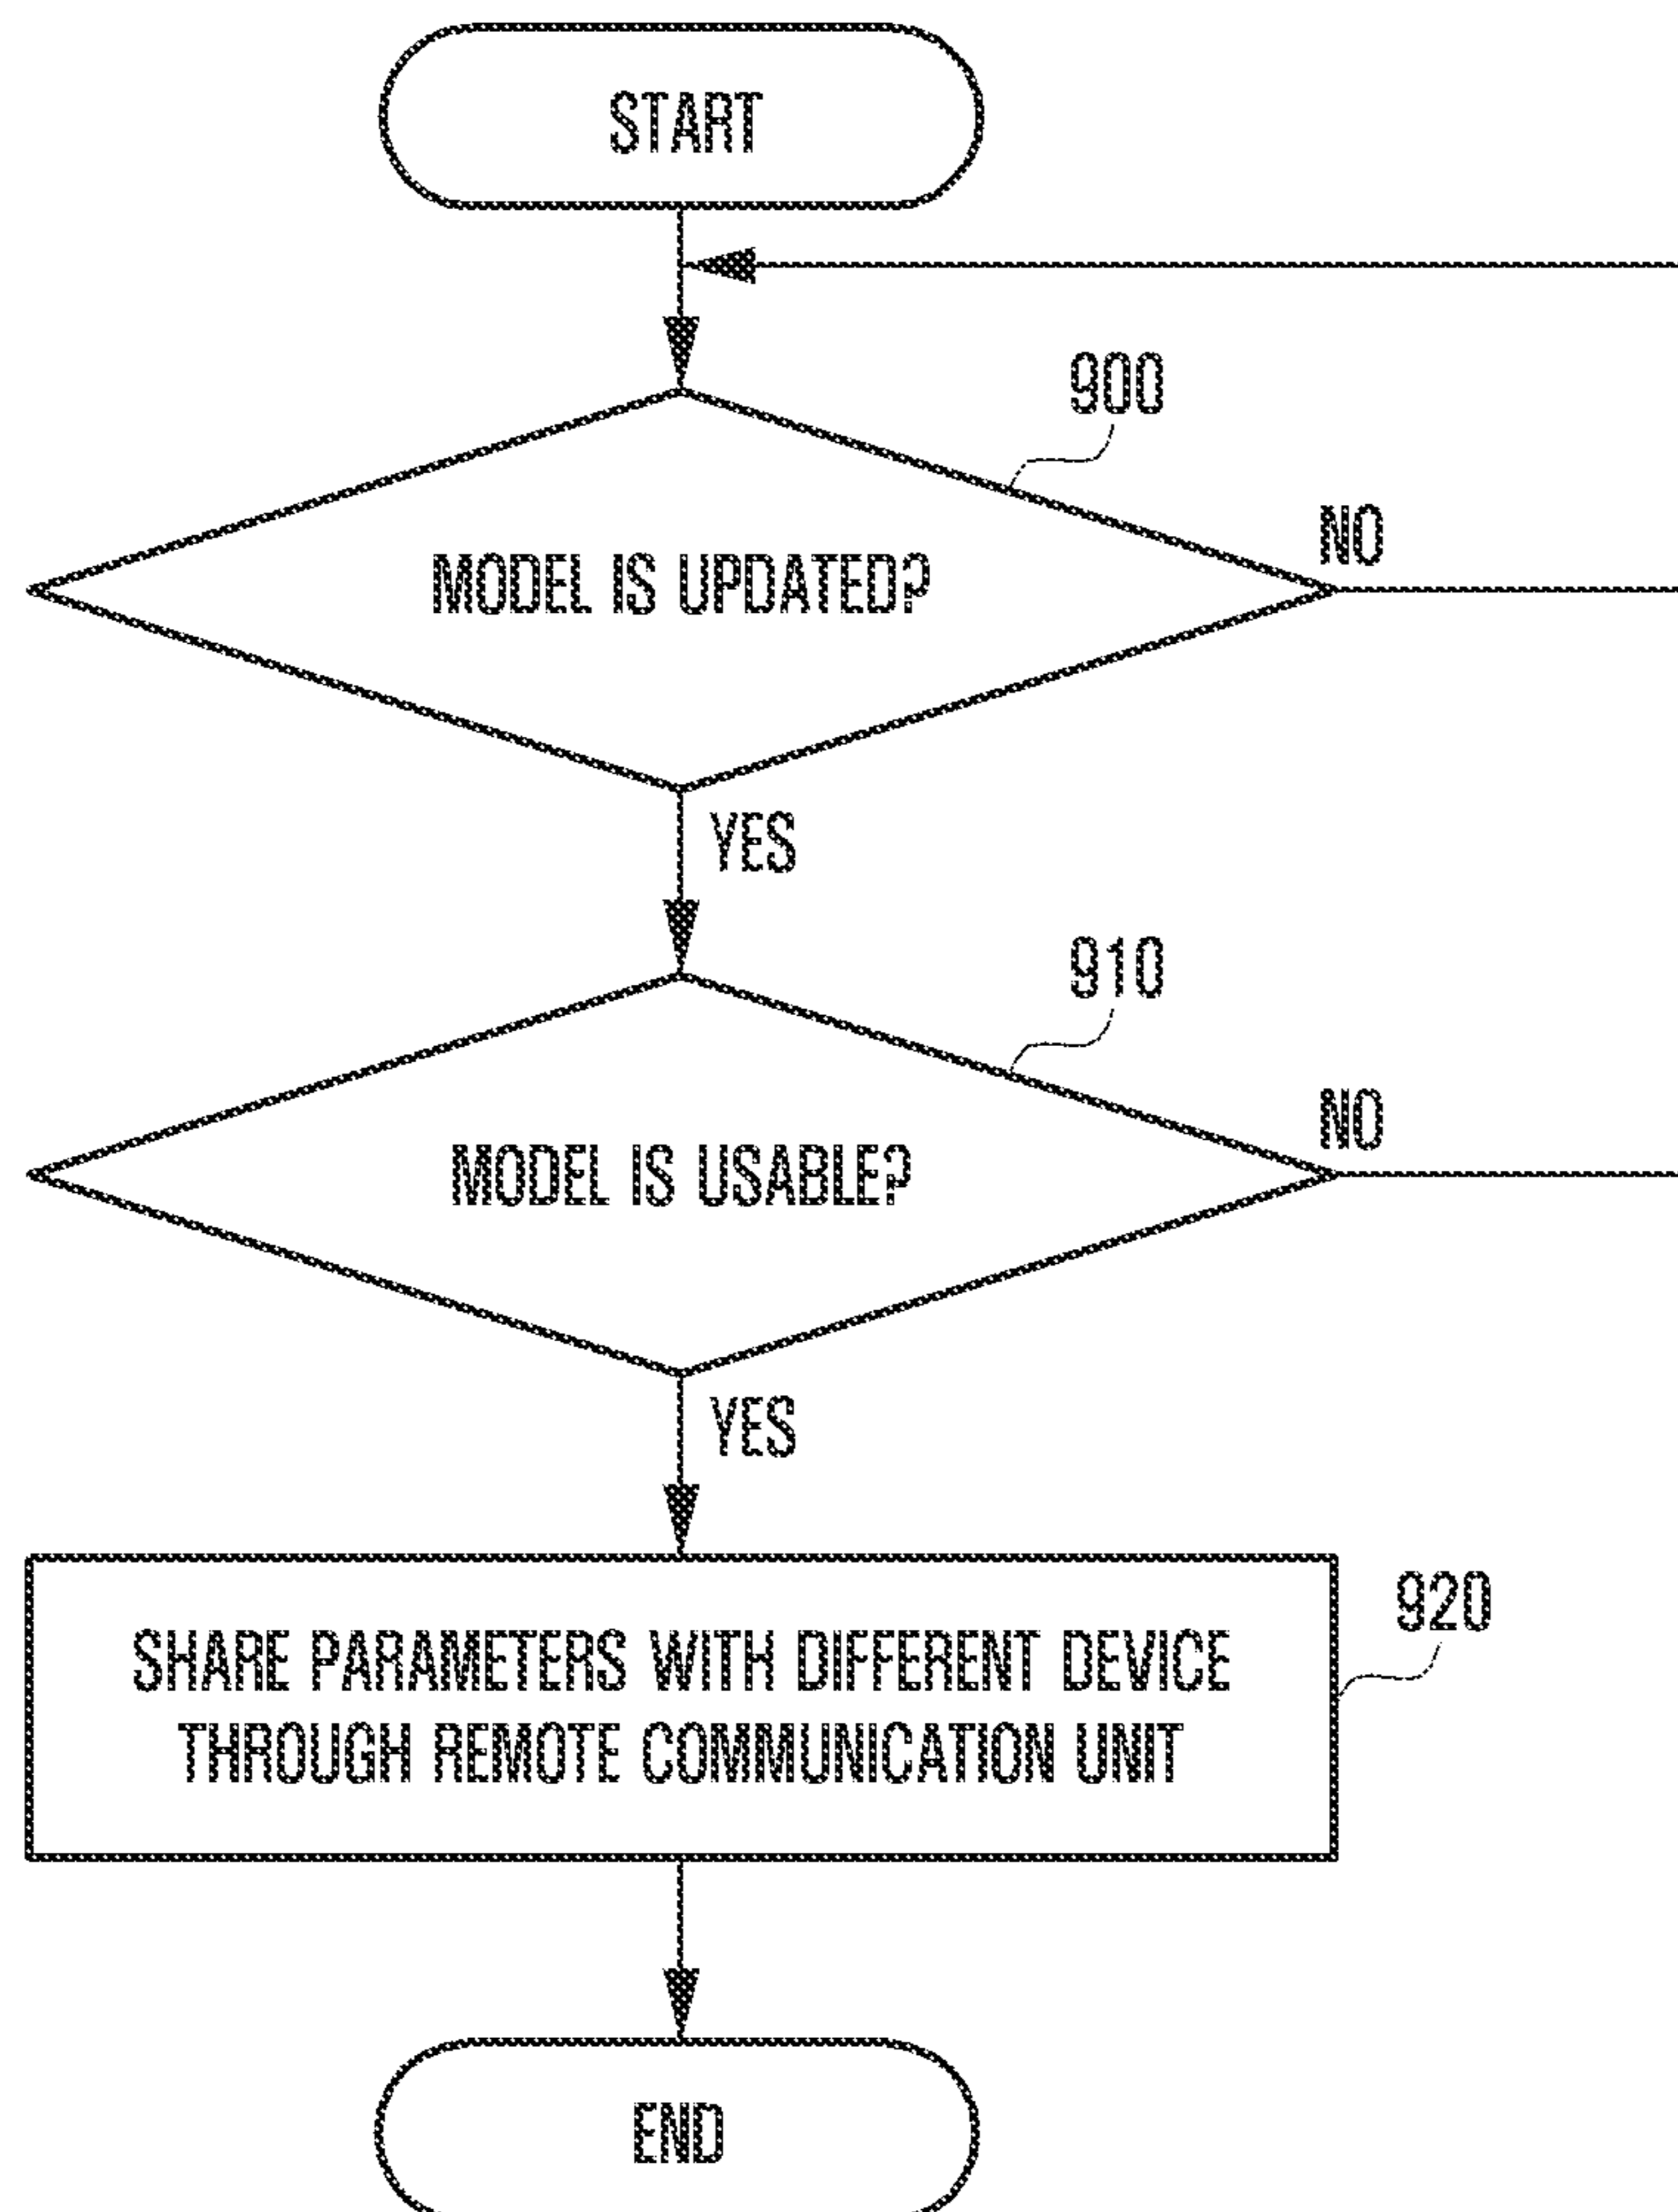 START
900
NO
MODEL IS UPDATED?
YES
910
NO
MODEL IS USABLE?
YES
920
SHARE PARAMETERS WITH DIFFERENT DEVICE
THROUGH REMOTE COMMUNICATION UNIT
END